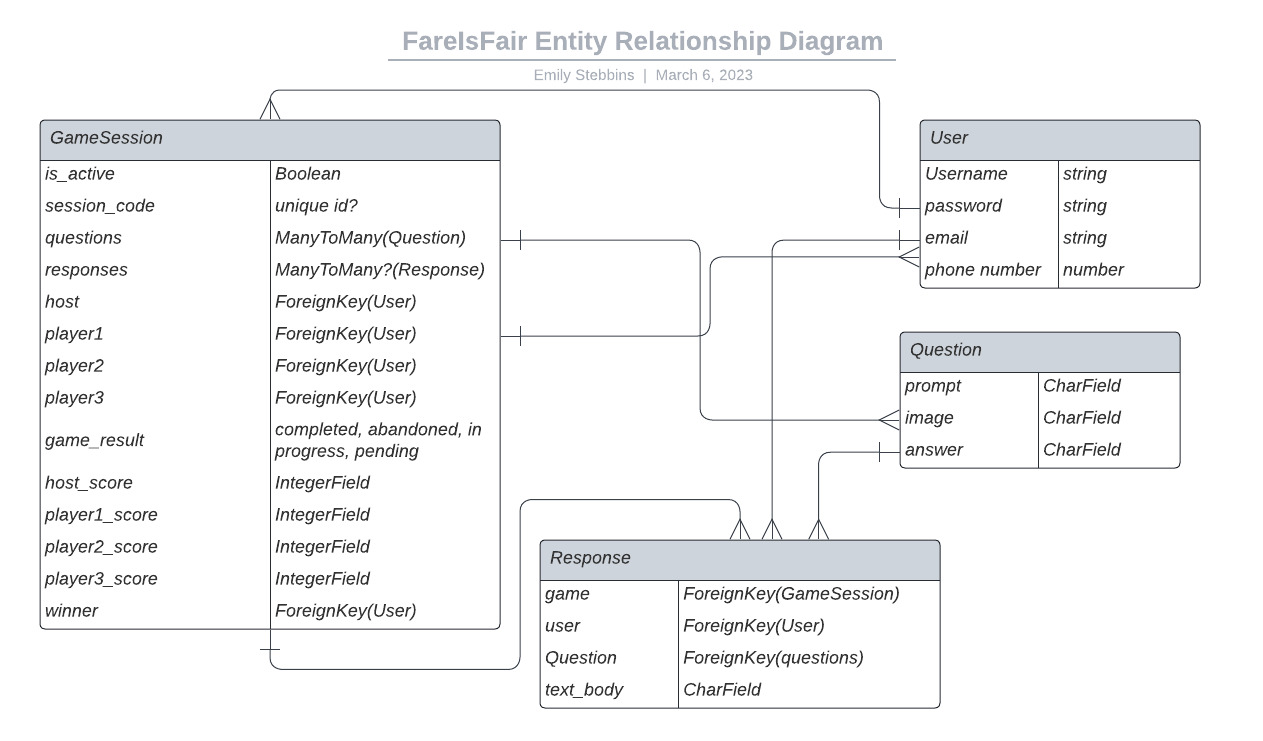 FareIsFair Entity Relationship Diagram
Emily Stebbins | March 6, 2023
GameSession
is_active Boolean
session_code unique id?
questions ManyToMany(Question)
responses ManyToMany?(Response)
host ForeignKey(User)
player1 ForeignKey(User)
player2 ForeignKey(User)
player3 ForeignKey(User)
game_result completed, abandoned, in
progress, pending
host_score IntegerField
player1_score IntegerField
player2_score IntegerField
player3_score IntegerField
winner ForeignKey(User)
User
Username string
password string
email string
phone number number
Question
prompt CharField
image CharField
answer CharField
Response
game ForeignKey(GameSession)
user ForeignKey(User)
Question ForeignKey(questions)
text_body CharField